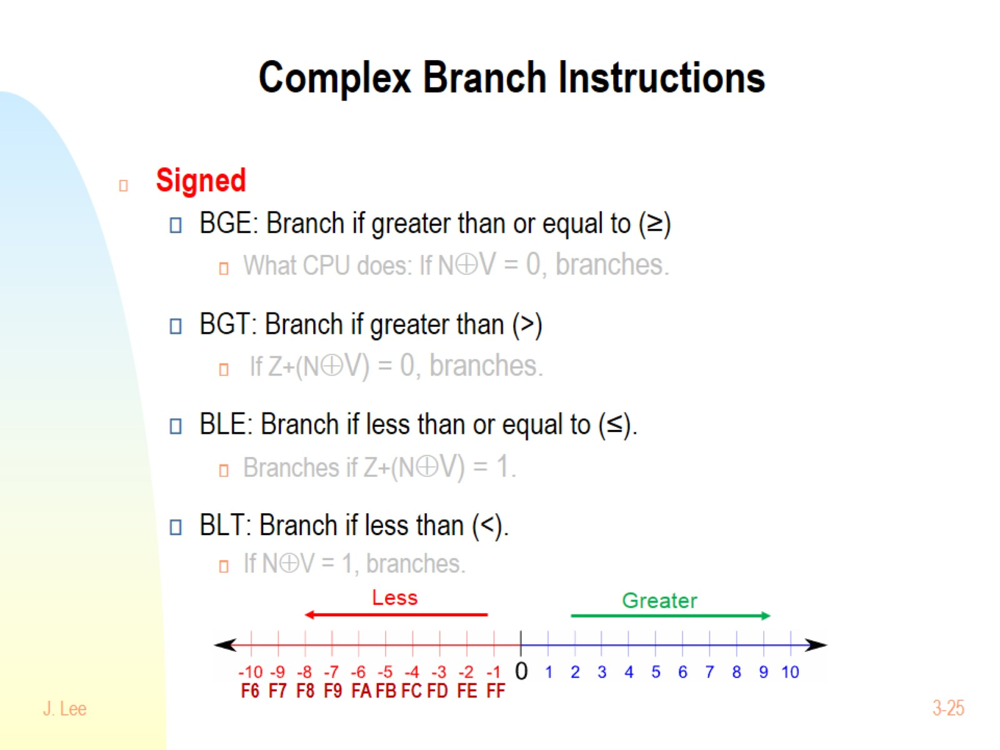 Complex Branch Instructions
Signed
BGE: Branch if greater than or equal to (≥)
What CPU does: If N⊕V = 0, branches.
BGT: Branch if greater than (>)
If Z+(N⊕V) = 0, branches.
BLE: Branch if less than or equal to (≤).
Branches if Z+(N⊕V) = 1.
BLT: Branch if less than (<).
If N⊕V = 1, branches.
Less Greater
-10 -9 -8 -7 -6 -5 -4 -3 -2 -1 0 1 2 3 4 5 6 7 8 9 10
F6 F7 F8 F9 FA FB FC FD FE FF
J. Lee 3-25